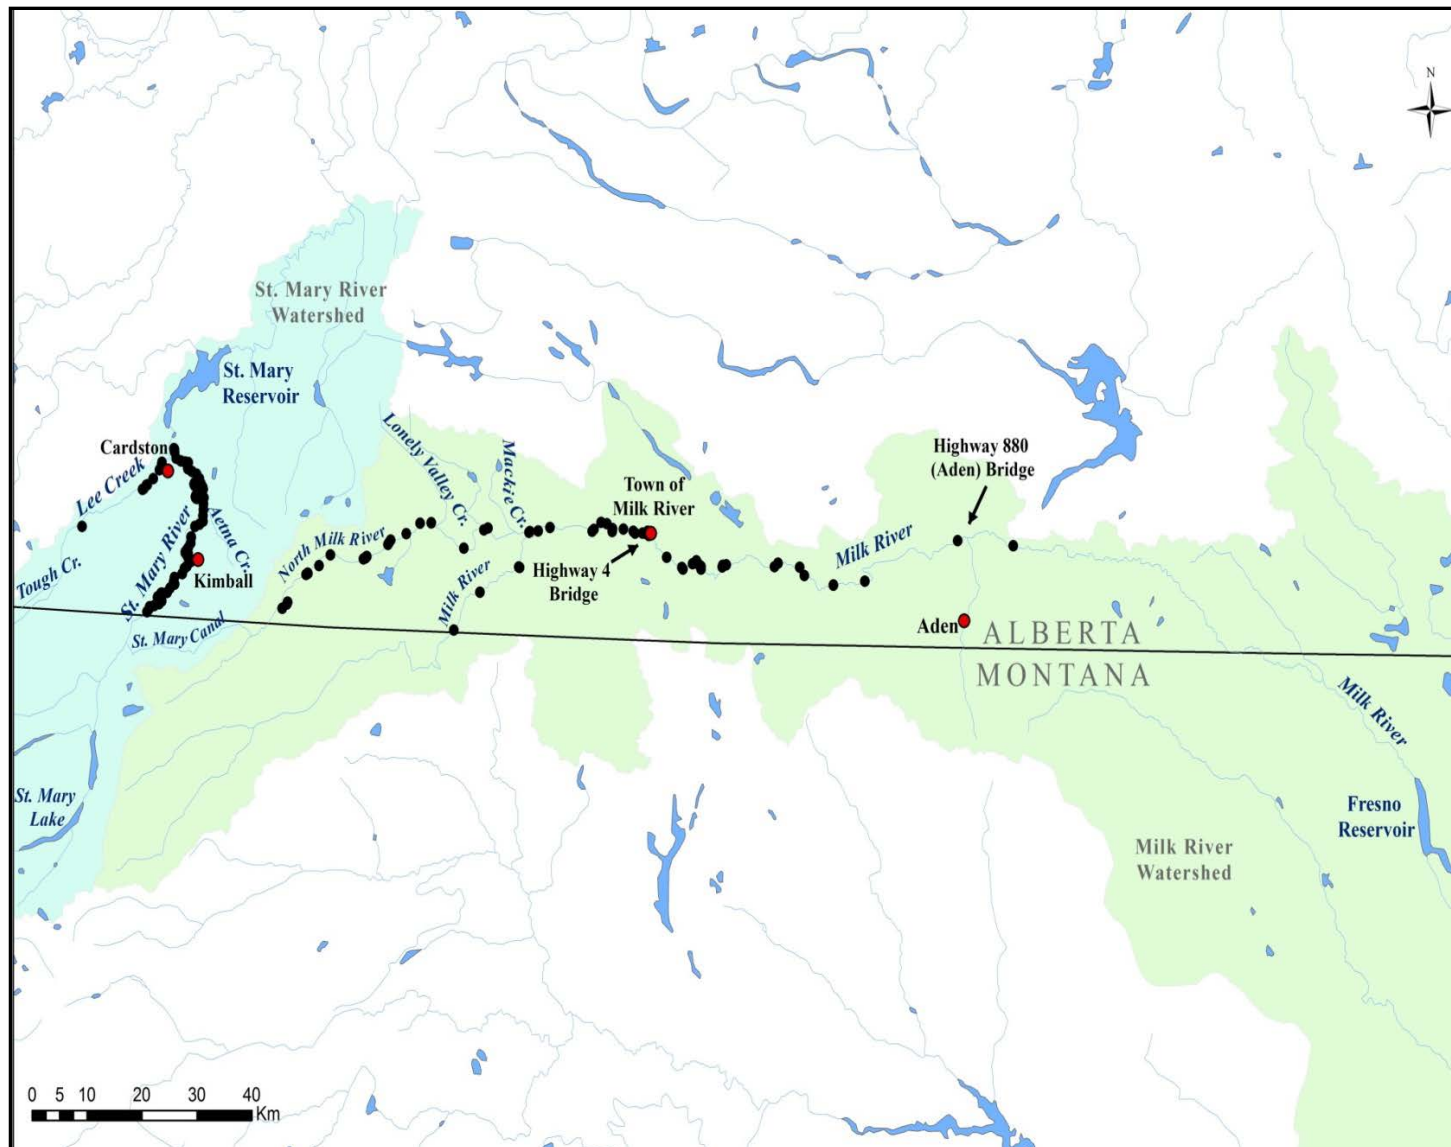 N
St. Mary River
Watershed
St. Mary
Reservoir
Cardston
Lee Creek
Lonely Valley Cr.
Mackie Cr.
Town of
Milk River
Highway 880
(Aden) Bridge
Aetna Cr.
St. Mary River
North Milk River
Milk River
Tough Cr.
Kimball
Milk River
Highway 4
Bridge
St. Mary Canal
Aden
ALBERTA
MONTANA
Milk River
St. Mary
Lake
Fresno
Reservoir
Milk River
Watershed
0 5 10 20 30 40
Km